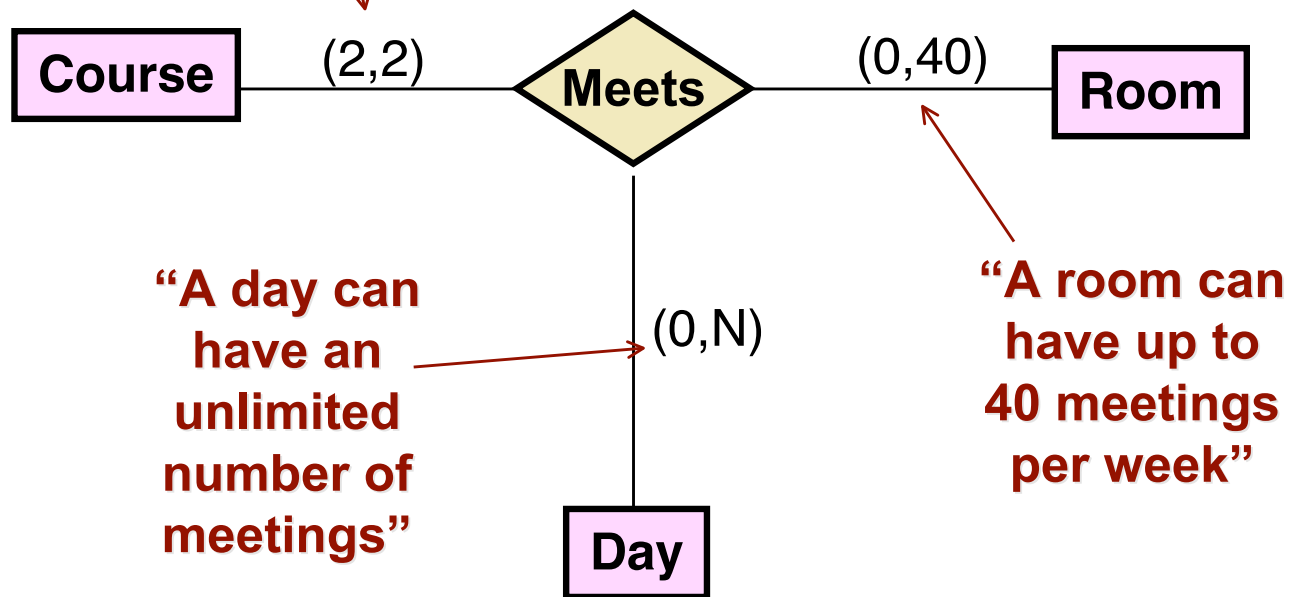 Course
(2,2)
Meets
(0,40)
Room
“A day can
have an
unlimited
number of
meetings”
(0,N)
“A room can
have up to
40 meetings
per week”
Day